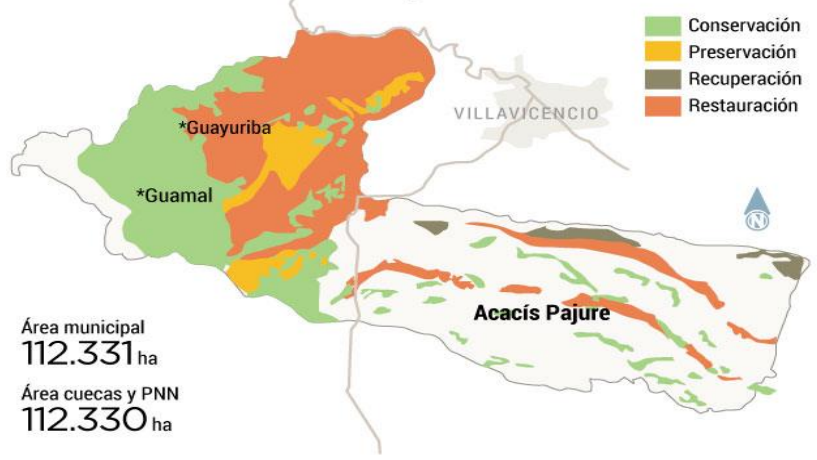 Conservación
Preservación
Recuperación
Restauración
VILLAVICENCIO
*Guayuriba
*Guamal
N
Acacís Pajure
Área municipal
112.331 ha
Área cuecas y PNN
112.330 ha